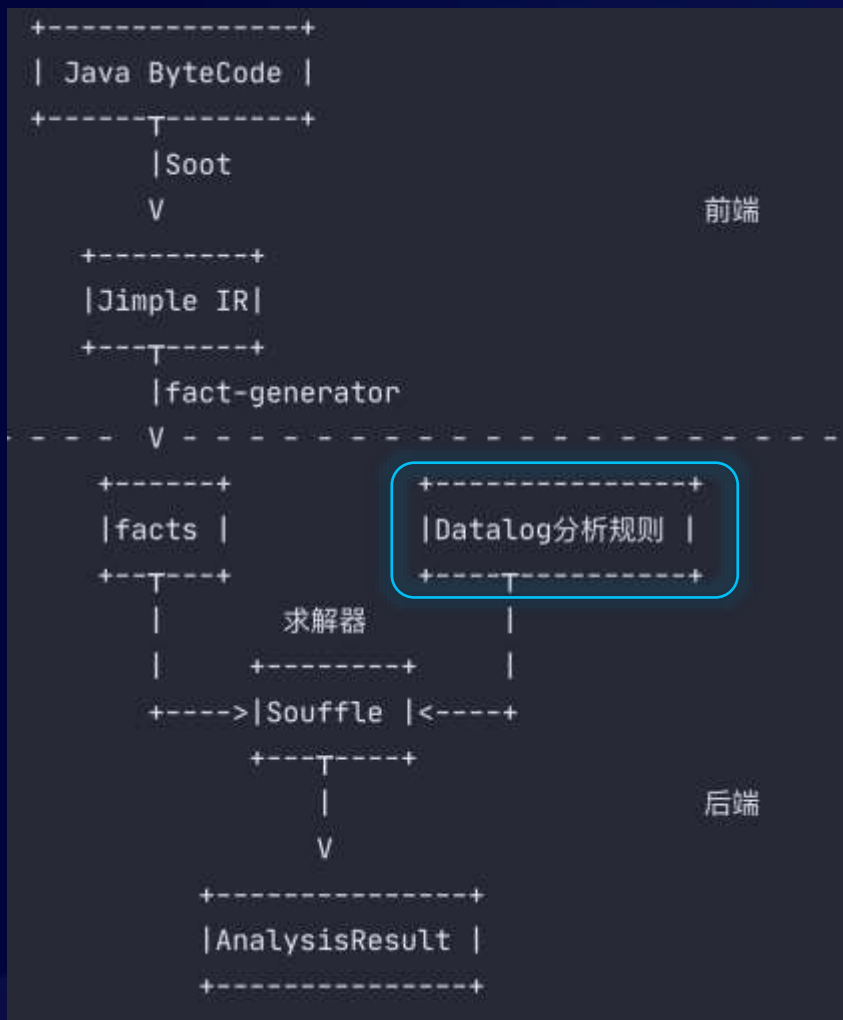 Java ByteCode
Soot
V 前端
Jimple IR
fact-generator
V
facts Datalog分析规则
求解器
Souffle
后端
V
AnalysisResult